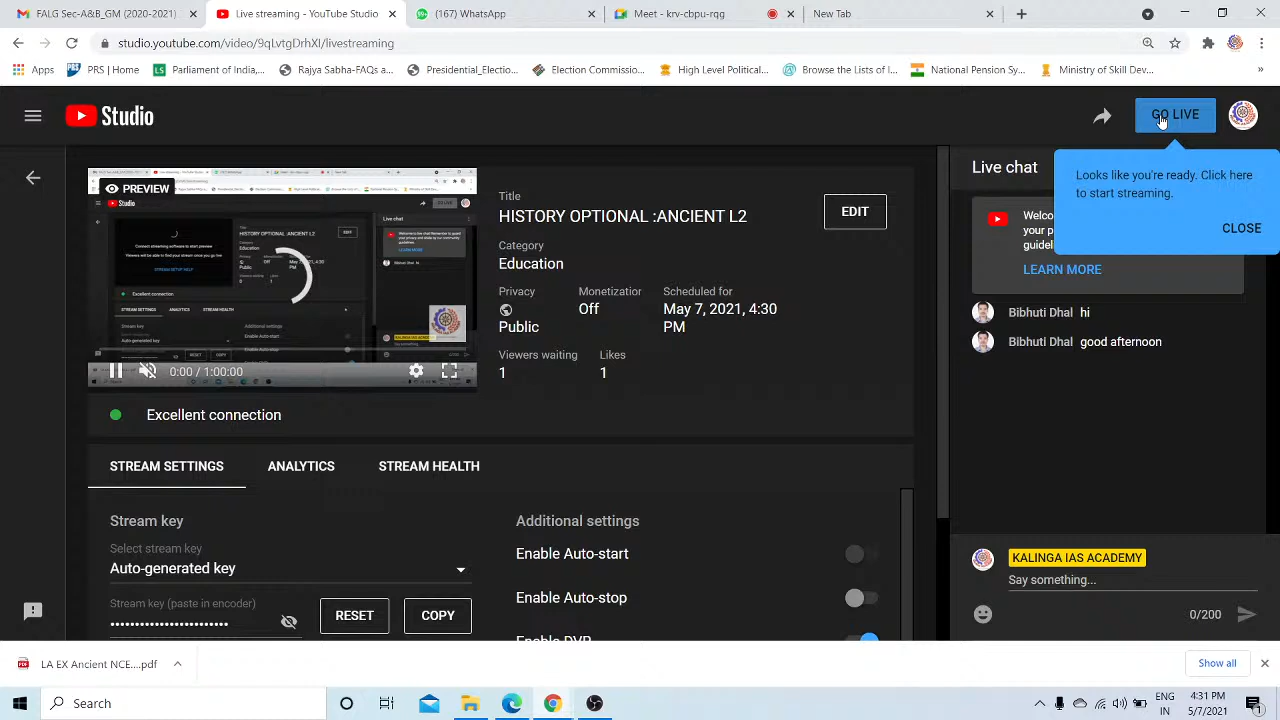 FALCON Sec-A&B_GM (2020-2021)
Live streaming - YouTube Studio
(167) WhatsApp
Meet - krv-cbpu-rqg
New Tab
studio.youtube.com/video/9qLvtgDrhXI/livestreaming
Apps
PRS | Home
Parliament of India,...
Rajya Sabha-FAQs 3...
Presidential_Electio...
Election Commissio...
High Level Political...
Browse the Lists of I...
National Pension Sy...
Ministry of Skill Dev...
Studio
GO LIVE
Looks like you're ready. Click here
to start streaming.
CLOSE
PREVIEW
0:00 / 1:00:00
Excellent connection
Title
HISTORY OPTIONAL :ANCIENT L2
EDIT
Category
Education
Privacy
Public
Monetization
Off
Scheduled for
May 7, 2021, 4:30
PM
Viewers waiting
1
Likes
1
STREAM SETTINGS
ANALYTICS
STREAM HEALTH
Stream key
Select stream key
Auto-generated key
Stream key (paste in encoder)
RESET
COPY
Additional settings
Enable Auto-start
Enable Auto-stop
Enable DVR
Live chat
LEARN MORE
Bibhuti Dhal hi
Bibhuti Dhal good afternoon
KALINGA IAS ACADEMY
Say something...
0/200
LA EX Ancient NCE....pdf
Show all
Search
ENG
IN
4:31 PM
5/7/2021